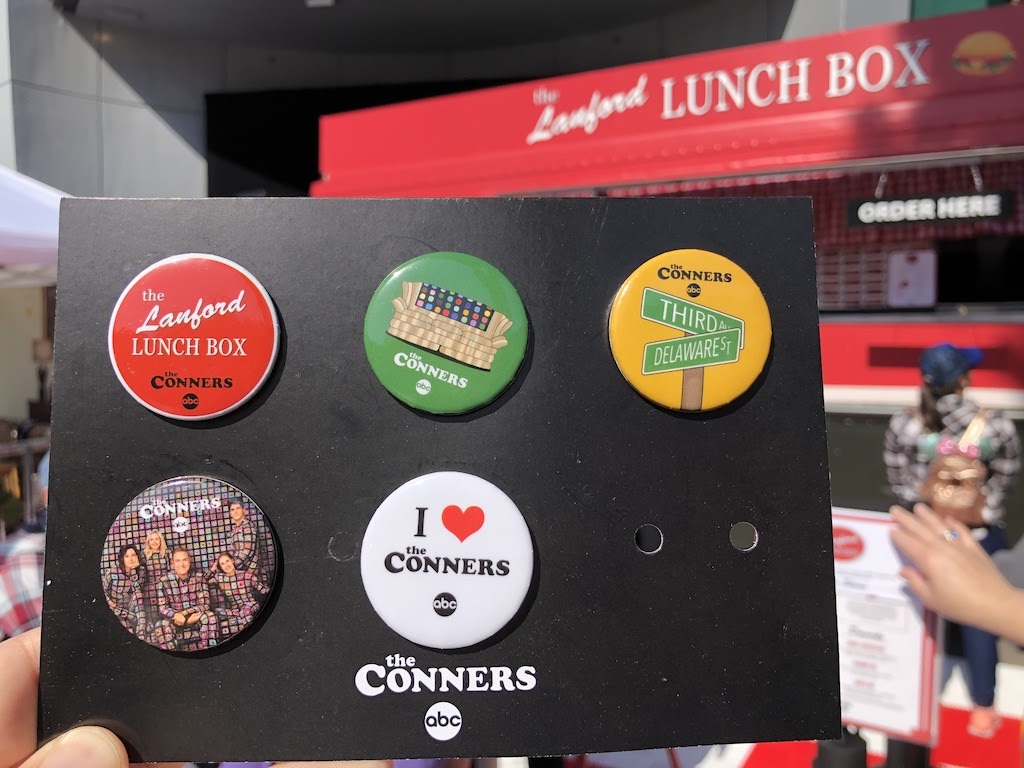 the
Lanford LUNCH BOX
ORDER HERE
the
Lanford
LUNCH BOX
the
CONNERS
abc
the
CONNERS
abc
the
CONNERS
abc
THIRD AV
DELAWARE ST
the
CONNERS
abc
I
the
CONNERS
abc
the
CONNERS
abc